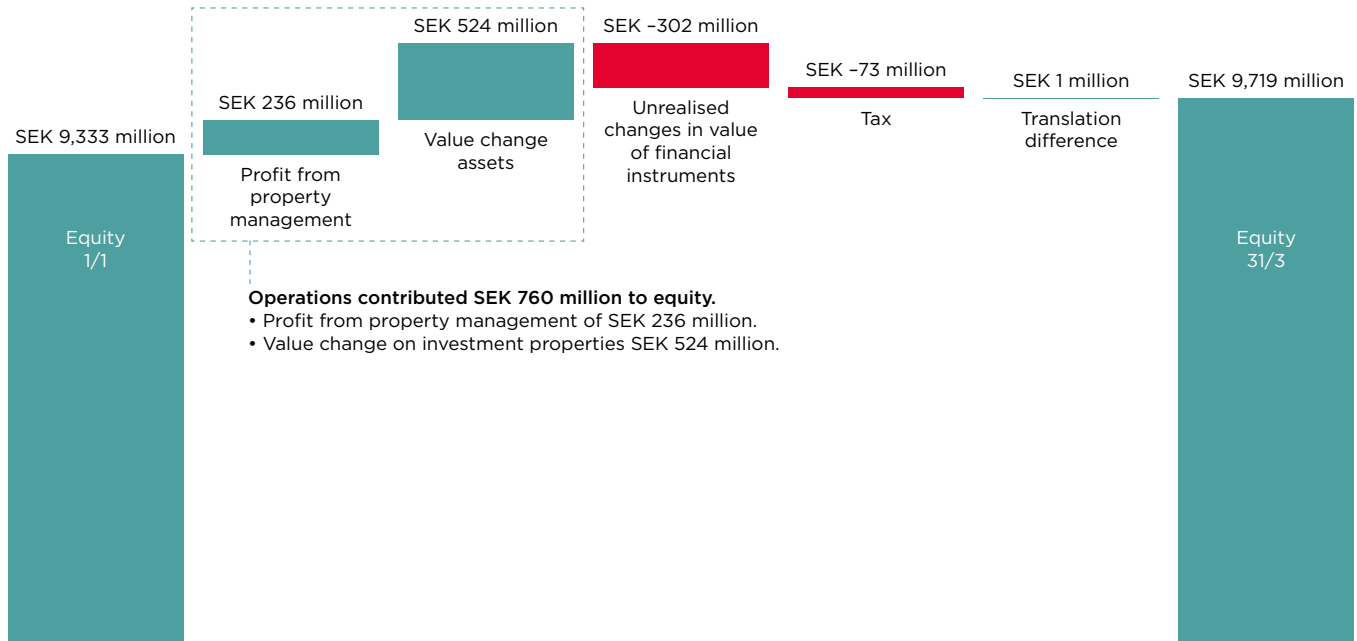 SEK 9,333 million
Equity
1/1
SEK 236 million
Profit from
property
management
SEK 524 million
Value change
assets
SEK –302 million
Unrealised
changes in value
of financial
instruments
SEK –73 million
Tax
SEK 1 million
Translation
difference
SEK 9,719 million
Equity
31/3
Operations contributed SEK 760 million to equity.
• Profit from property management of SEK 236 million.
• Value change on investment properties SEK 524 million.